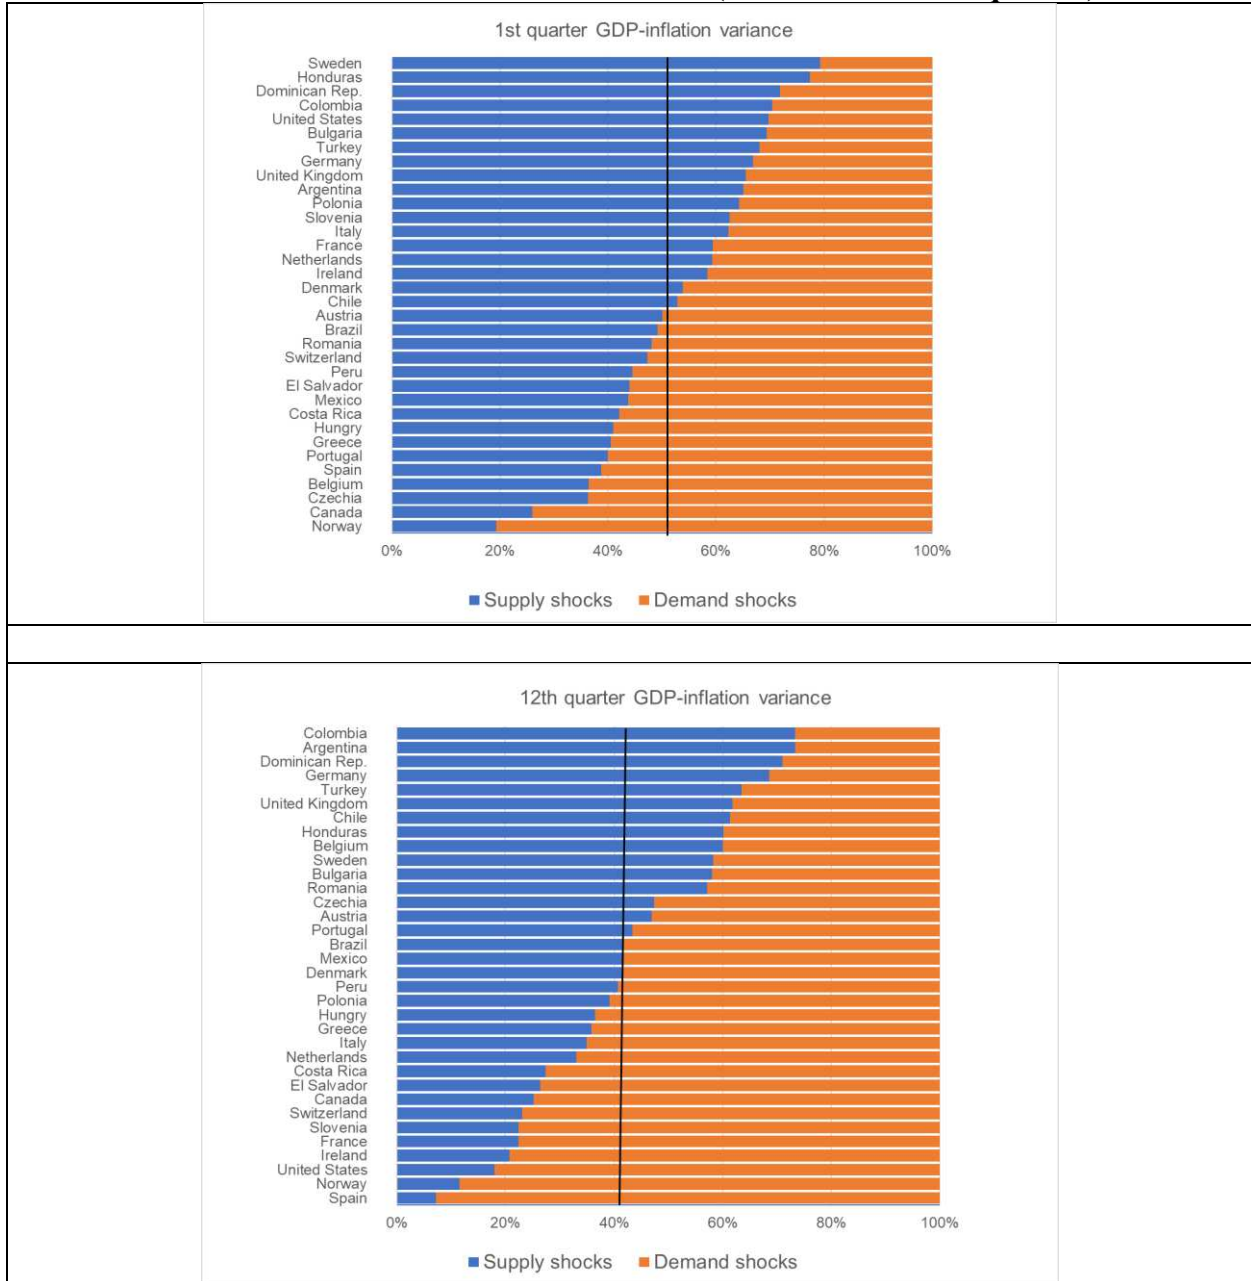 1st quarter GDP-inflation variance
Sweden
Honduras
Dominican Rep.
Colombia
United States
Bulgaria
Turkey
Germany
United Kingdom
Argentina
Polonia
Slovenia
Italy
France
Netherlands
Ireland
Denmark
Chile
Austria
Brazil
Romania
Switzerland
Peru
El Salvador
Mexico
Costa Rica
Hungry
Greece
Portugal
Spain
Belgium
Czechia
Canada
Norway
0% 20% 40% 60% 80% 100%
Supply shocks Demand shocks
12th quarter GDP-inflation variance
Colombia
Argentina
Dominican Rep.
Germany
Turkey
United Kingdom
Chile
Honduras
Belgium
Sweden
Bulgaria
Romania
Czechia
Austria
Portugal
Brazil
Mexico
Denmark
Peru
Polonia
Hungry
Greece
Italy
Netherlands
Costa Rica
El Salvador
Canada
Switzerland
Slovenia
France
Ireland
United States
Norway
Spain
0% 20% 40% 60% 80% 100%
Supply shocks Demand shocks